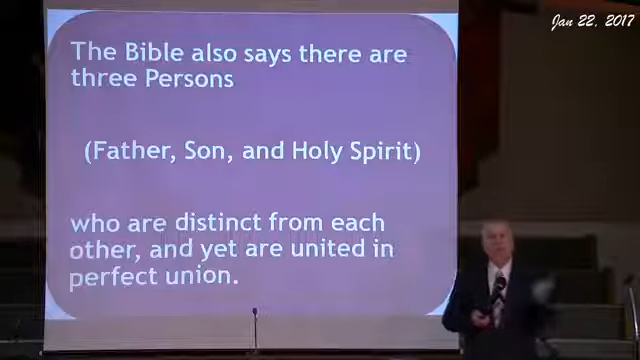 Jan 22, 2017
The Bible also says there are
three Persons
(Father, Son, and Holy Spirit)
who are distinct from each
other, and yet are united in
perfect union.